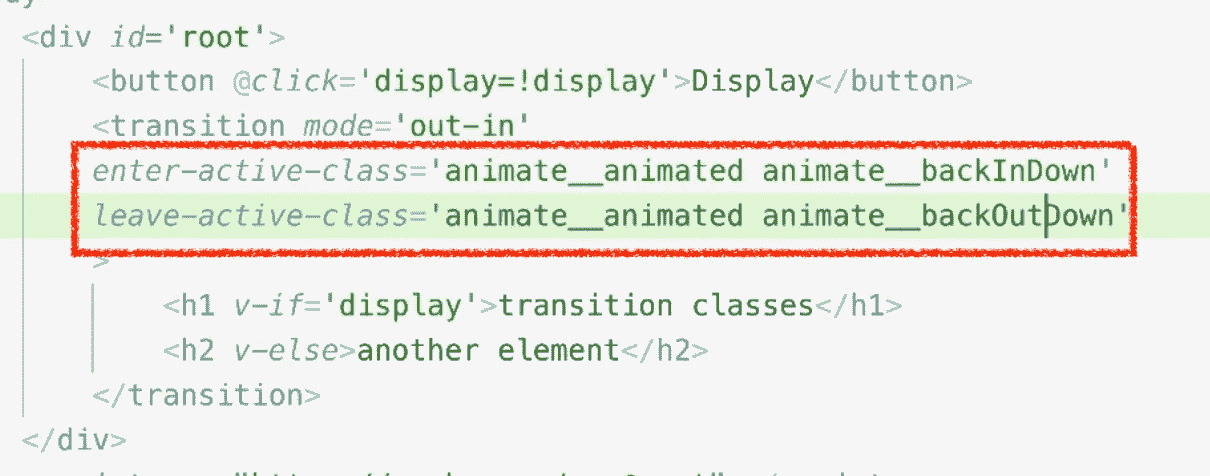 <div id='root'>
<button @click='display=!display'>Display</button>
<transition mode='out-in'
enter-active-class='animate__animated animate__backInDown'
leave-active-class='animate__animated animate__backOutDown'
>
<h1 v-if='display'>transition classes</h1>
<h2 v-else>another element</h2>
</transition>
</div>